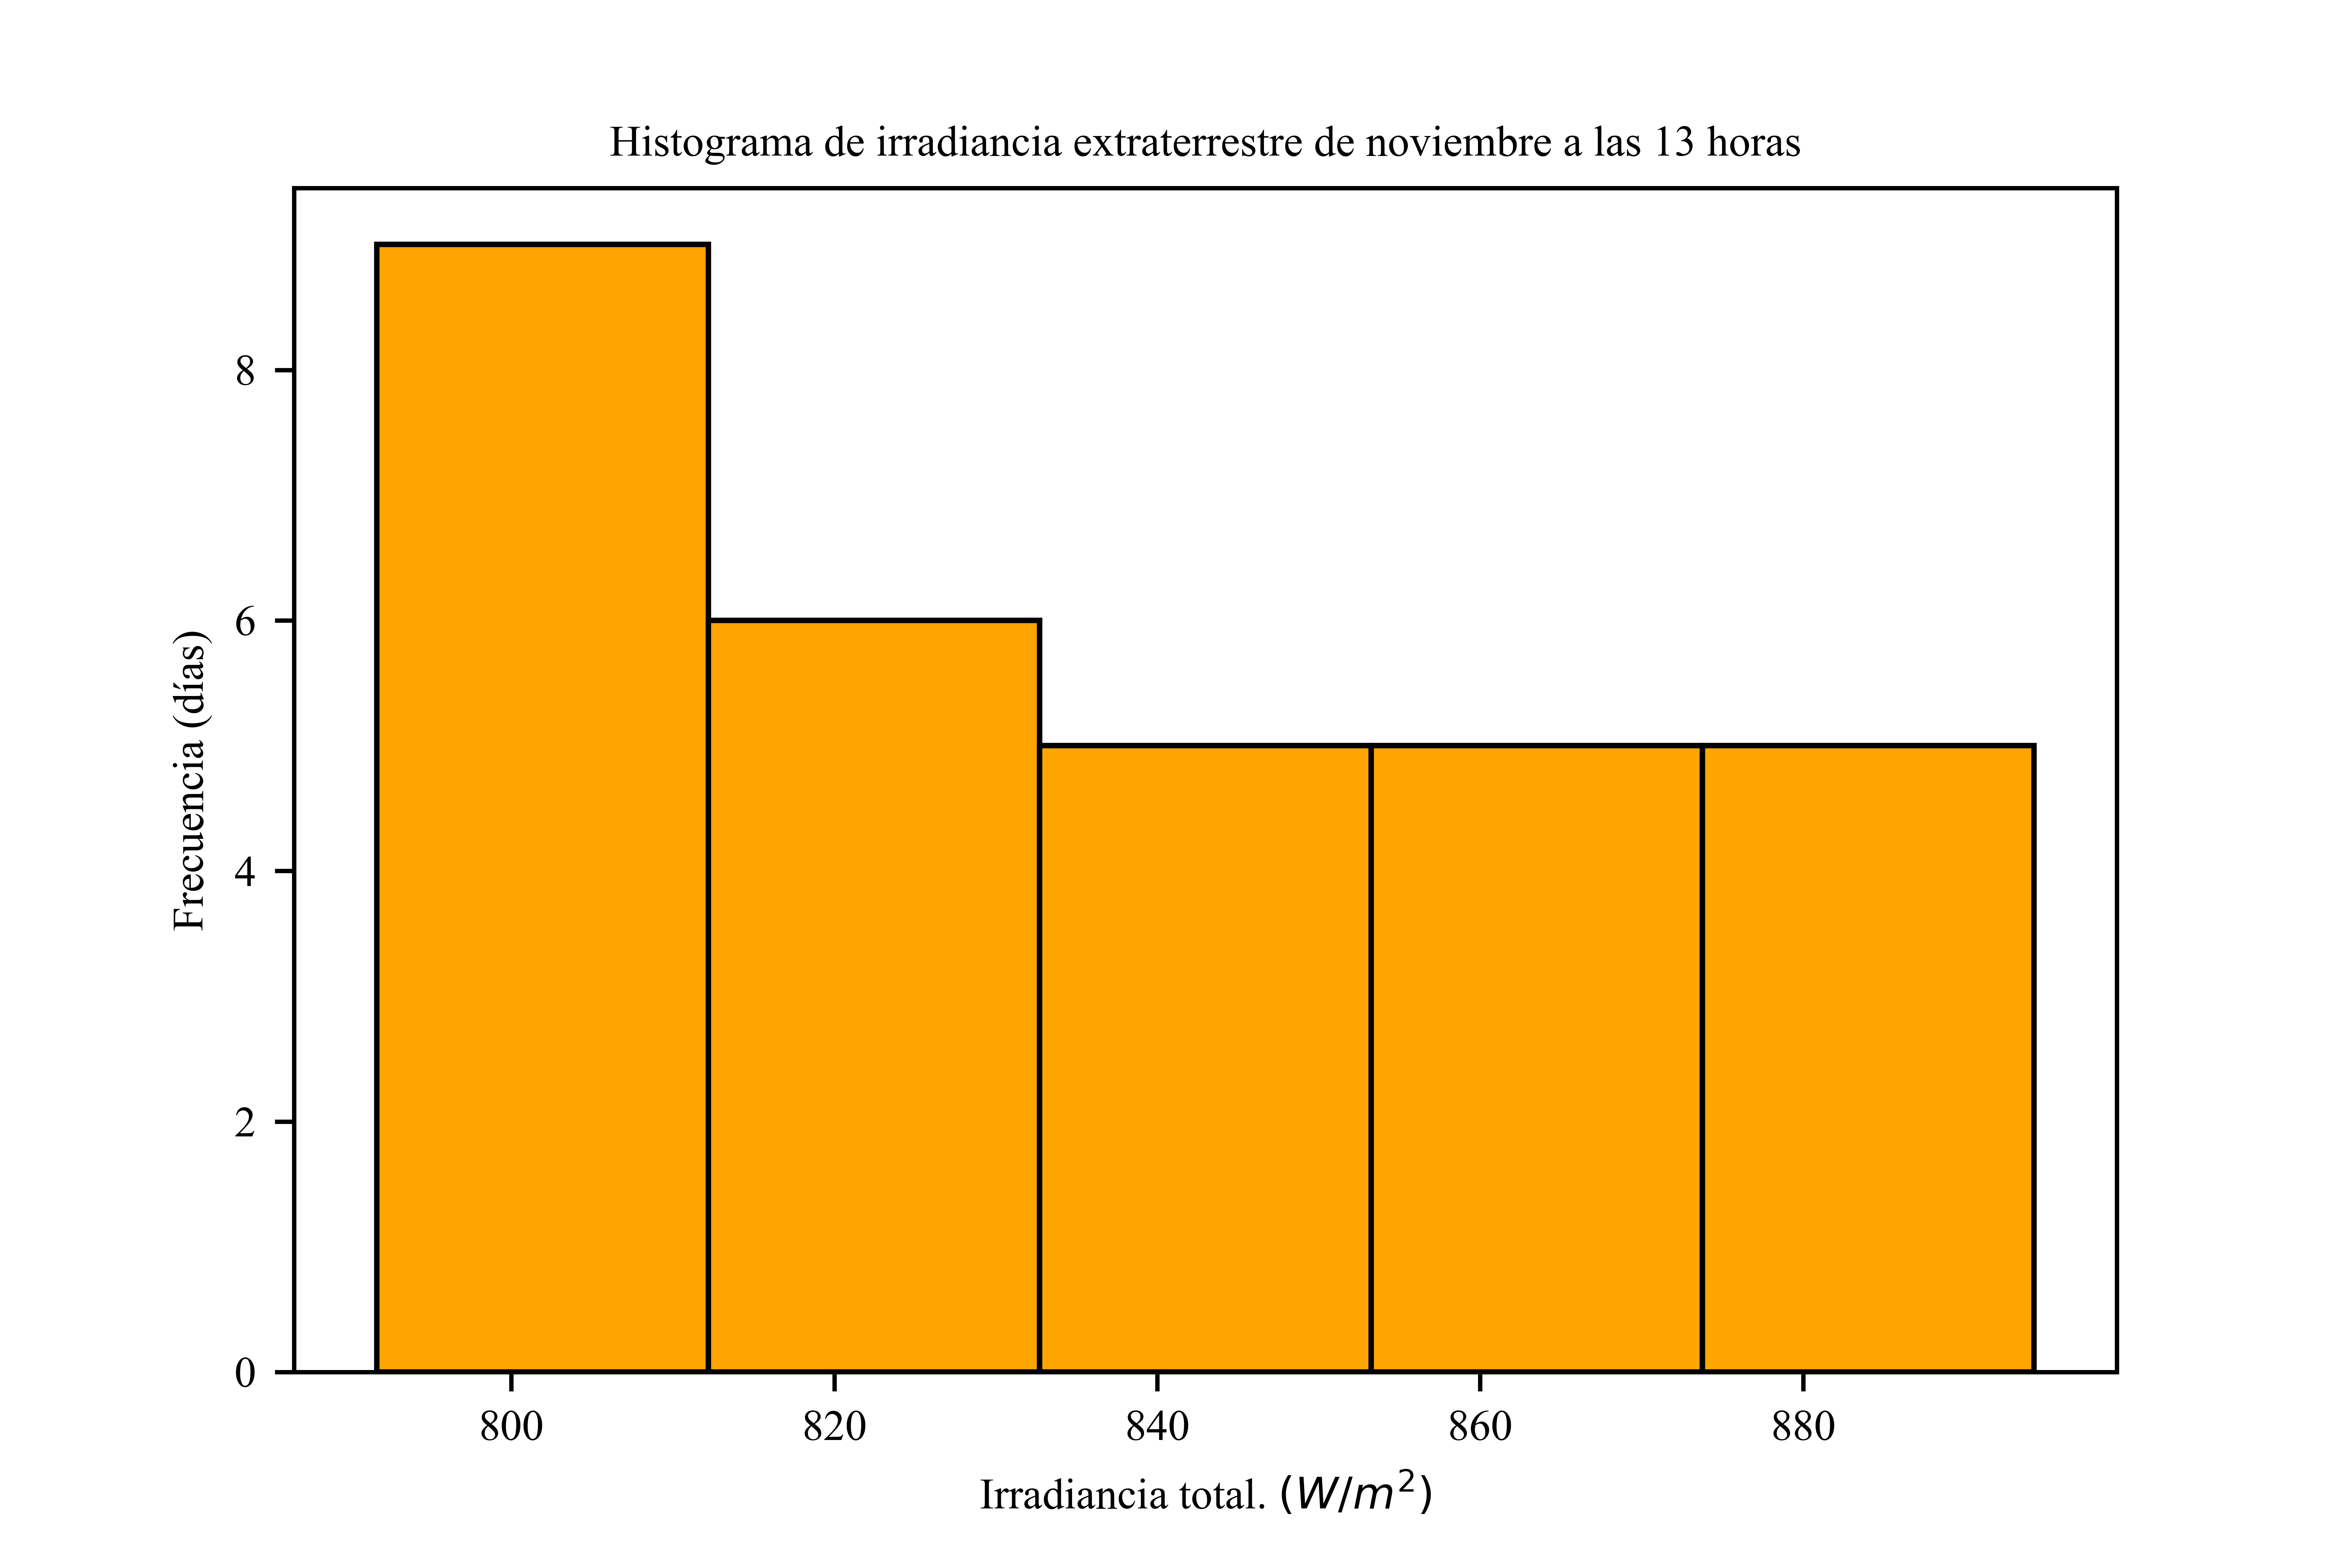 Histograma de irradiancia extraterrestre de noviembre a las 13 horas
Frecuencia (días)
8
6
4
2
0
800 820 840 860 880
Irradiancia total. (W/m²)